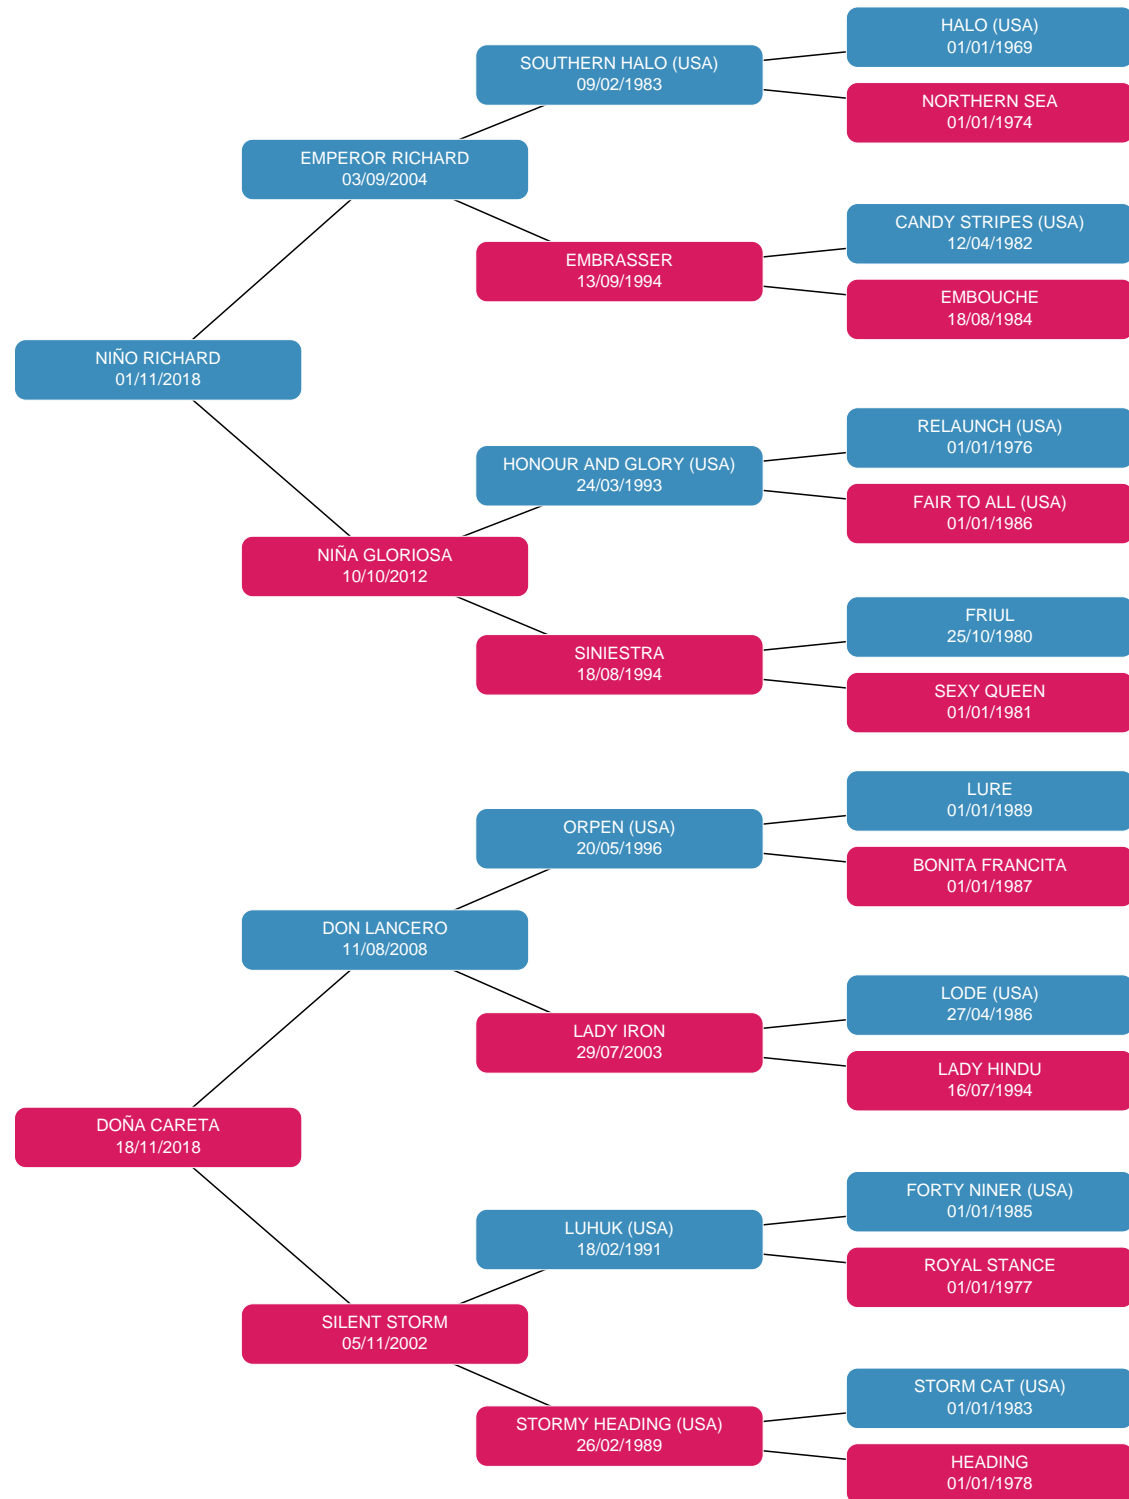 HALO (USA)
01/01/1969
SOUTHERN HALO (USA)
09/02/1983
NORTHERN SEA
01/01/1974
EMPEROR RICHARD
03/09/2004
CANDY STRIPES (USA)
12/04/1982
EMBRASSER
13/09/1994
EMBOUCHE
18/08/1984
NIÑO RICHARD
01/11/2018
RELAUNCH (USA)
01/01/1976
HONOUR AND GLORY (USA)
24/03/1993
FAIR TO ALL (USA)
01/01/1986
NIÑA GLORIOSA
10/10/2012
FRIUL
25/10/1980
SINIESTRA
18/08/1994
SEXY QUEEN
01/01/1981
LURE
01/01/1989
ORPEN (USA)
20/05/1996
BONITA FRANCITA
01/01/1987
DON LANCERO
11/08/2008
LODE (USA)
27/04/1986
LADY IRON
29/07/2003
LADY HINDU
16/07/1994
DOÑA CARETA
18/11/2018
FORTY NINER (USA)
01/01/1985
LUHUK (USA)
18/02/1991
ROYAL STANCE
01/01/1977
SILENT STORM
05/11/2002
STORM CAT (USA)
01/01/1983
STORMY HEADING (USA)
26/02/1989
HEADING
01/01/1978